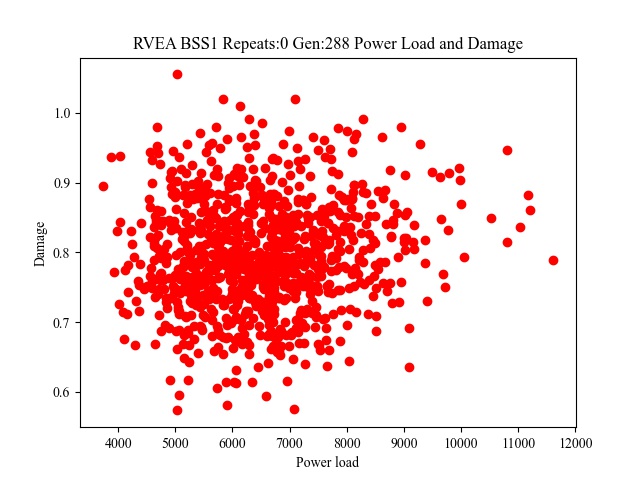 RVEA BSS1 Repeats:0 Gen:288 Power Load and Damage
1.0
0.9
0.8
0.7
0.6
Damage
4000 5000 6000 7000 8000 9000 10000 11000 12000
Power load